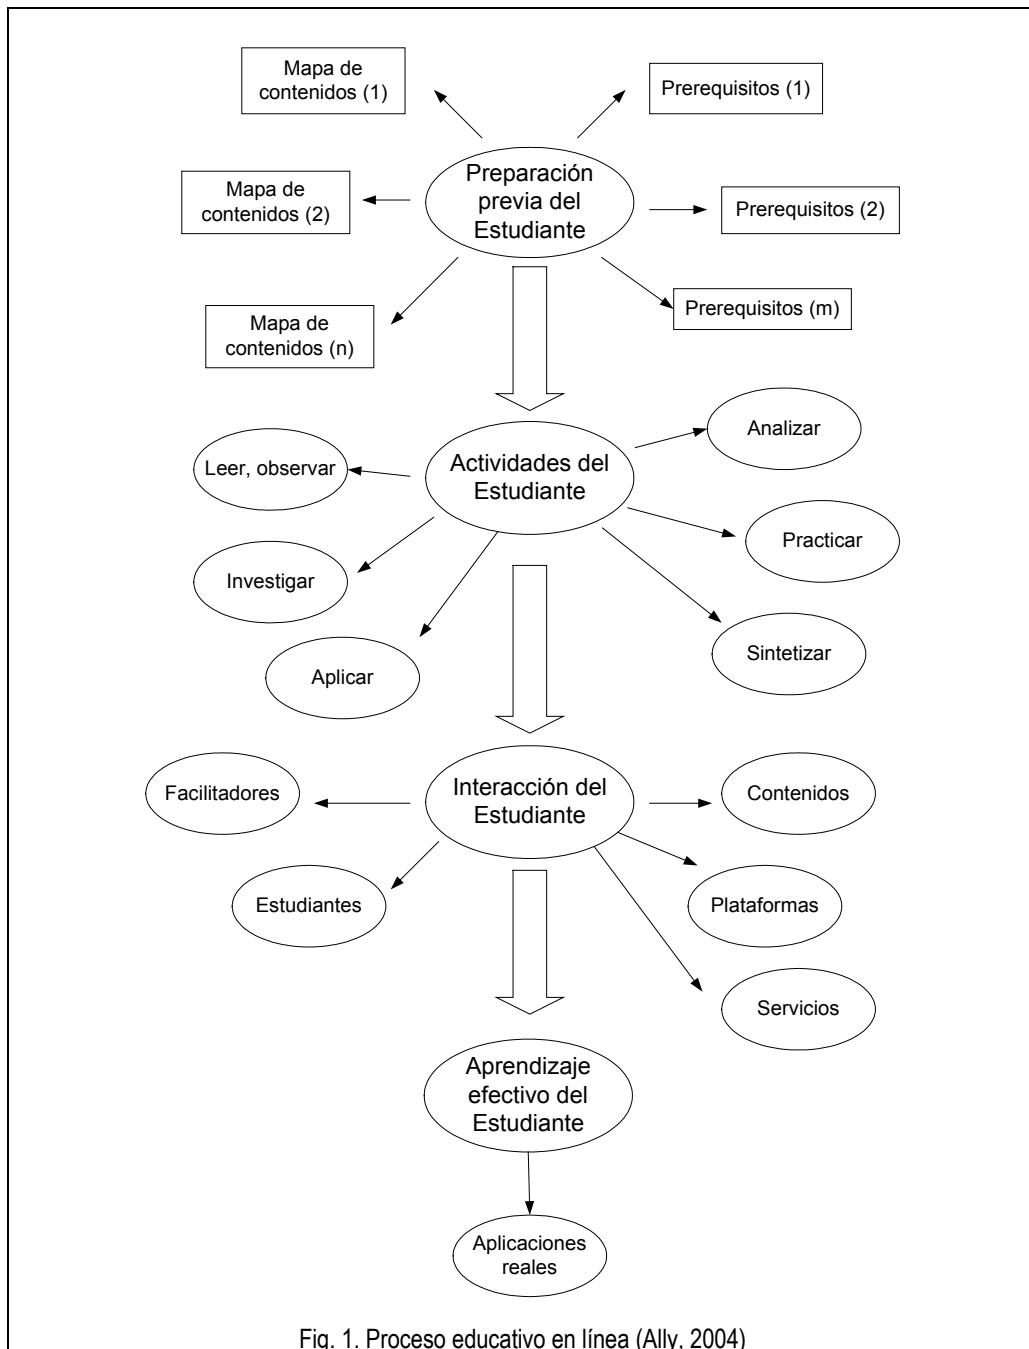 Mapa de
contenidos (1)
Prerequisitos (1)
Preparación
previa del
Estudiante
Mapa de
contenidos (2)
Prerequisitos (2)
Mapa de
contenidos (n)
Prerequisitos (m)
Analizar
Leer, observar
Actividades del
Estudiante
Practicar
Investigar
Aplicar
Sintetizar
Facilitadores
Interacción del
Estudiante
Contenidos
Estudiantes
Plataformas
Servicios
Aprendizaje
efectivo del
Estudiante
Aplicaciones
reales
Fig. 1. Proceso educativo en línea (Ally, 2004)